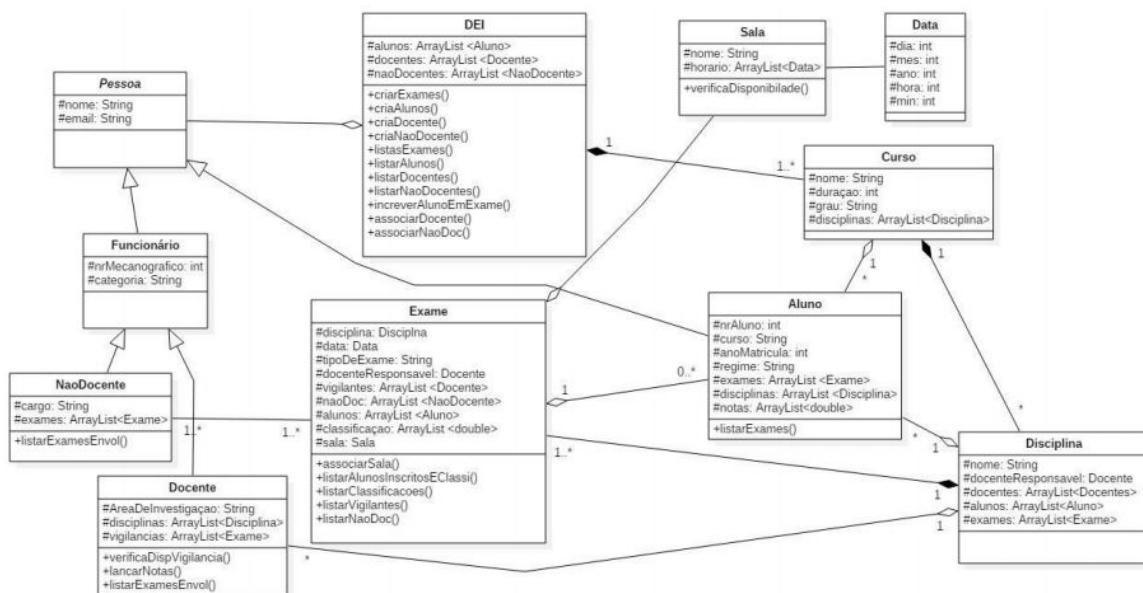 DEI
#alunos: ArrayList <Aluno>
#docentes: ArrayList <Docente>
#naoDocentes: ArrayList <NaoDocente>
+criarExames()
+criaAlunos()
+criaDocente()
+criaNaoDocente()
+listasExames()
+listarAlunos()
+listarDocentes()
+listarNaoDocentes()
+increverAlunoEmExame()
+associarDocente()
+associarNaoDoc()
Sala
#nome: String
#horario: ArrayList<Data>
+verificaDisponibilade()
Data
#dia: int
#mes: int
#ano: int
#hora: int
#min: int
Pessoa
#nome: String
#email: String
1
1..*
Curso
#nome: String
#duraçao: int
#grau: String
#disciplinas: ArrayList<Disciplina>
1
*
1
*
Funcionário
#nrMecanografico: int
#categoria: String
Exame
#disciplina: Disciplna
#data: Data
#tipoDeExame: String
#docenteResponsavel: Docente
#vigilantes: ArrayList <Docente>
#naoDoc: ArrayList <NaoDocente>
#alunos: ArrayList <Aluno>
#classificaçao: ArrayList <double>
#sala: Sala
+associarSala()
+listarAlunosInscritosEClassi()
+listarClassificacoes()
+listarVigilantes()
+listarNaoDoc()
Aluno
#nrAluno: int
#curso: String
#anoMatricula: int
#regime: String
#exames: ArrayList <Exame>
#disciplinas: ArrayList <Disciplina>
#notas: ArrayList<double>
+listarExames()
1
0..*
NaoDocente
#cargo: String
#exames: ArrayList<Exame>
+listarExamesEnvol()
1..*
1..*
*
1
1..*
1
Disciplina
#nome: String
#docenteResponsavel: Docente
#docentes: ArrayList<Docentes>
#alunos: ArrayList<Aluno>
#exames: ArrayList<Exame>
Docente
#AreaDeInvestigaçao: String
#disciplinas: ArrayList<Disciplina>
#vigilancias: ArrayList<Exame>
+verificaDispVigilancia()
+lancarNotas()
+listarExamesEnvol()
*
1